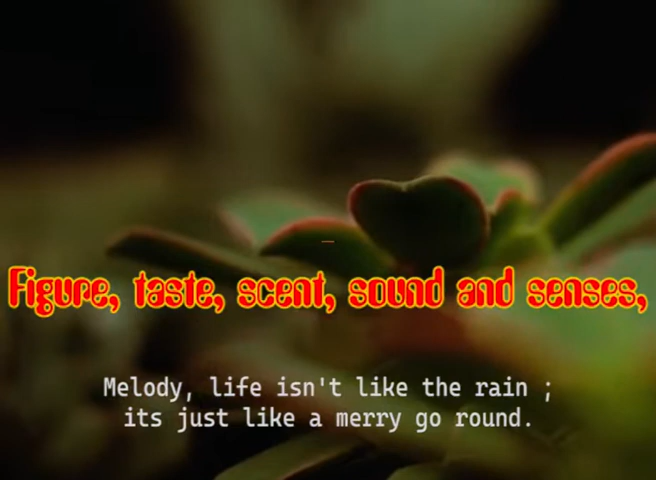 Figure, taste, scent, sound and senses,
Melody, life isn't like the rain ;
its just like a merry go round.